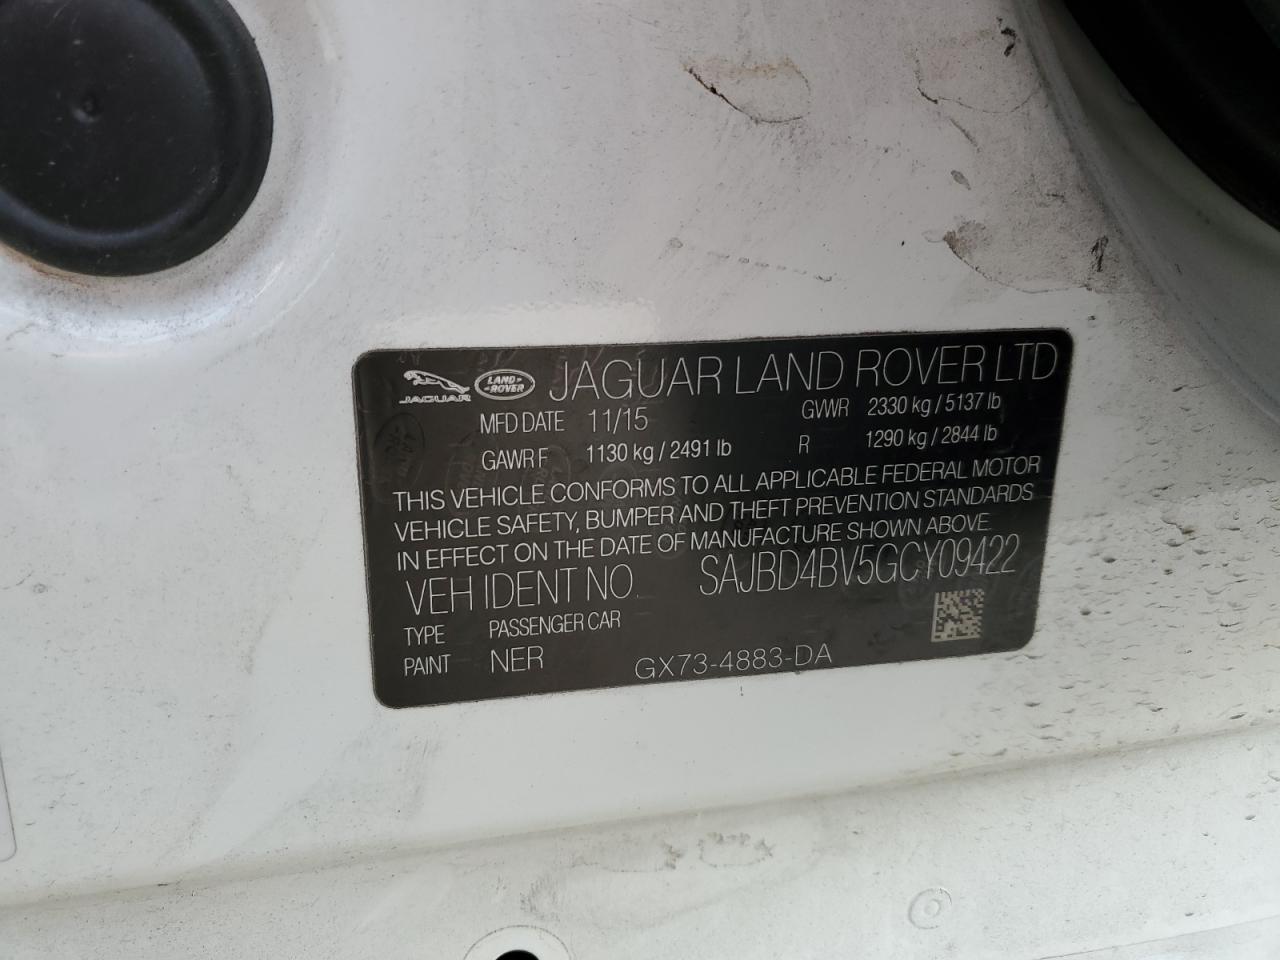 JAGUAR LAND ROVER JAGUAR LAND ROVER LTD
MFD DATE 11/15 GVWR 2330 kg / 5137 lb
GAWR F 1130 kg / 2491 lb R 1290 kg / 2844 lb
THIS VEHICLE CONFORMS TO ALL APPLICABLE FEDERAL MOTOR
VEHICLE SAFETY, BUMPER AND THEFT PREVENTION STANDARDS
IN EFFECT ON THE DATE OF MANUFACTURE SHOWN ABOVE.
VEH IDENT NO. SAJBD4BV5GCY09422
TYPE PASSENGER CAR
PAINT NER
GX73-4883-DA